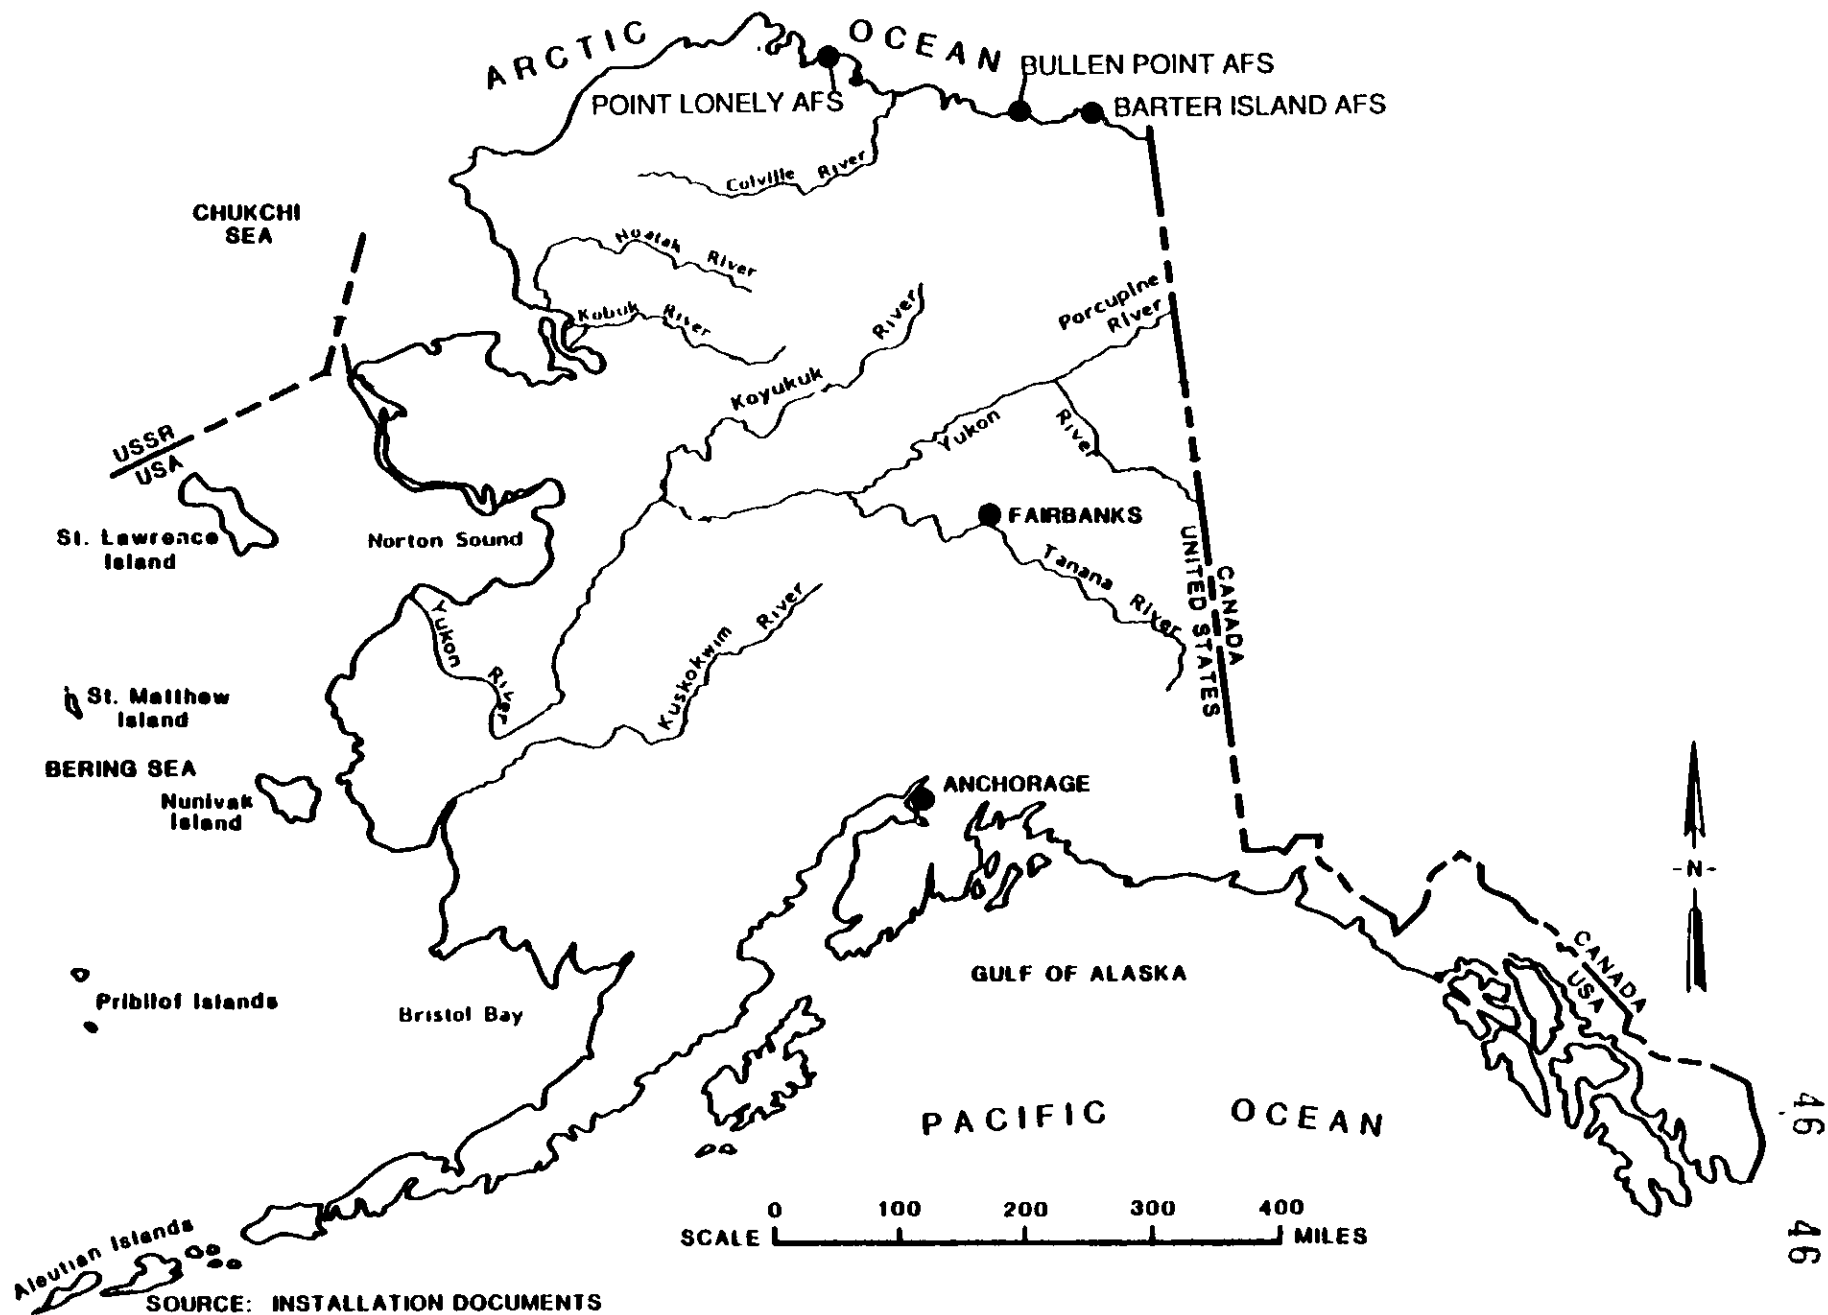 ARCTIC OCEAN
BULLEN POINT AFS
POINT LONELY AFS
BARTER ISLAND AFS
Colville River
CHUKCHI
SEA
Noatak River
Kobuk River
Porcupine
River
Koyukuk River
Yukon River
USSR
USA
FAIRBANKS
St. Lawrence
Island
Norton Sound
Tanana River
CANADA
UNITED STATES
Yukon River
Kuskokwim River
St. Matthew
Island
BERING SEA
Nunivak
Island
ANCHORAGE
-N-
GULF OF ALASKA
CANADA
USA
Pribilof Islands
Bristol Bay
PACIFIC OCEAN
0 100 200 300 400
SCALE MILES
Aleutian Islands
SOURCE: INSTALLATION DOCUMENTS
46
46